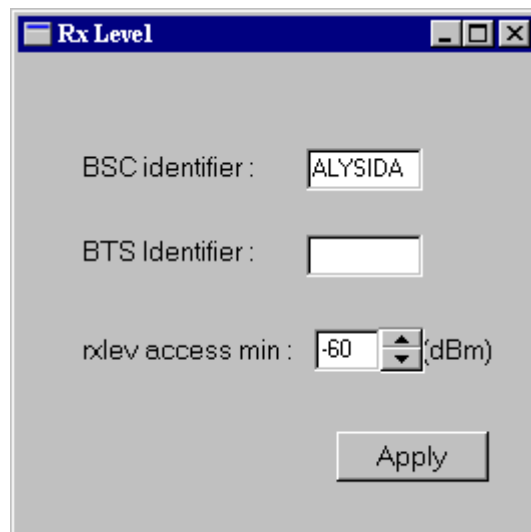 Rx Level
BSC identifier : ALYSIDA
BTS Identifier :
rxlev access min : -60 (dBm)
Apply